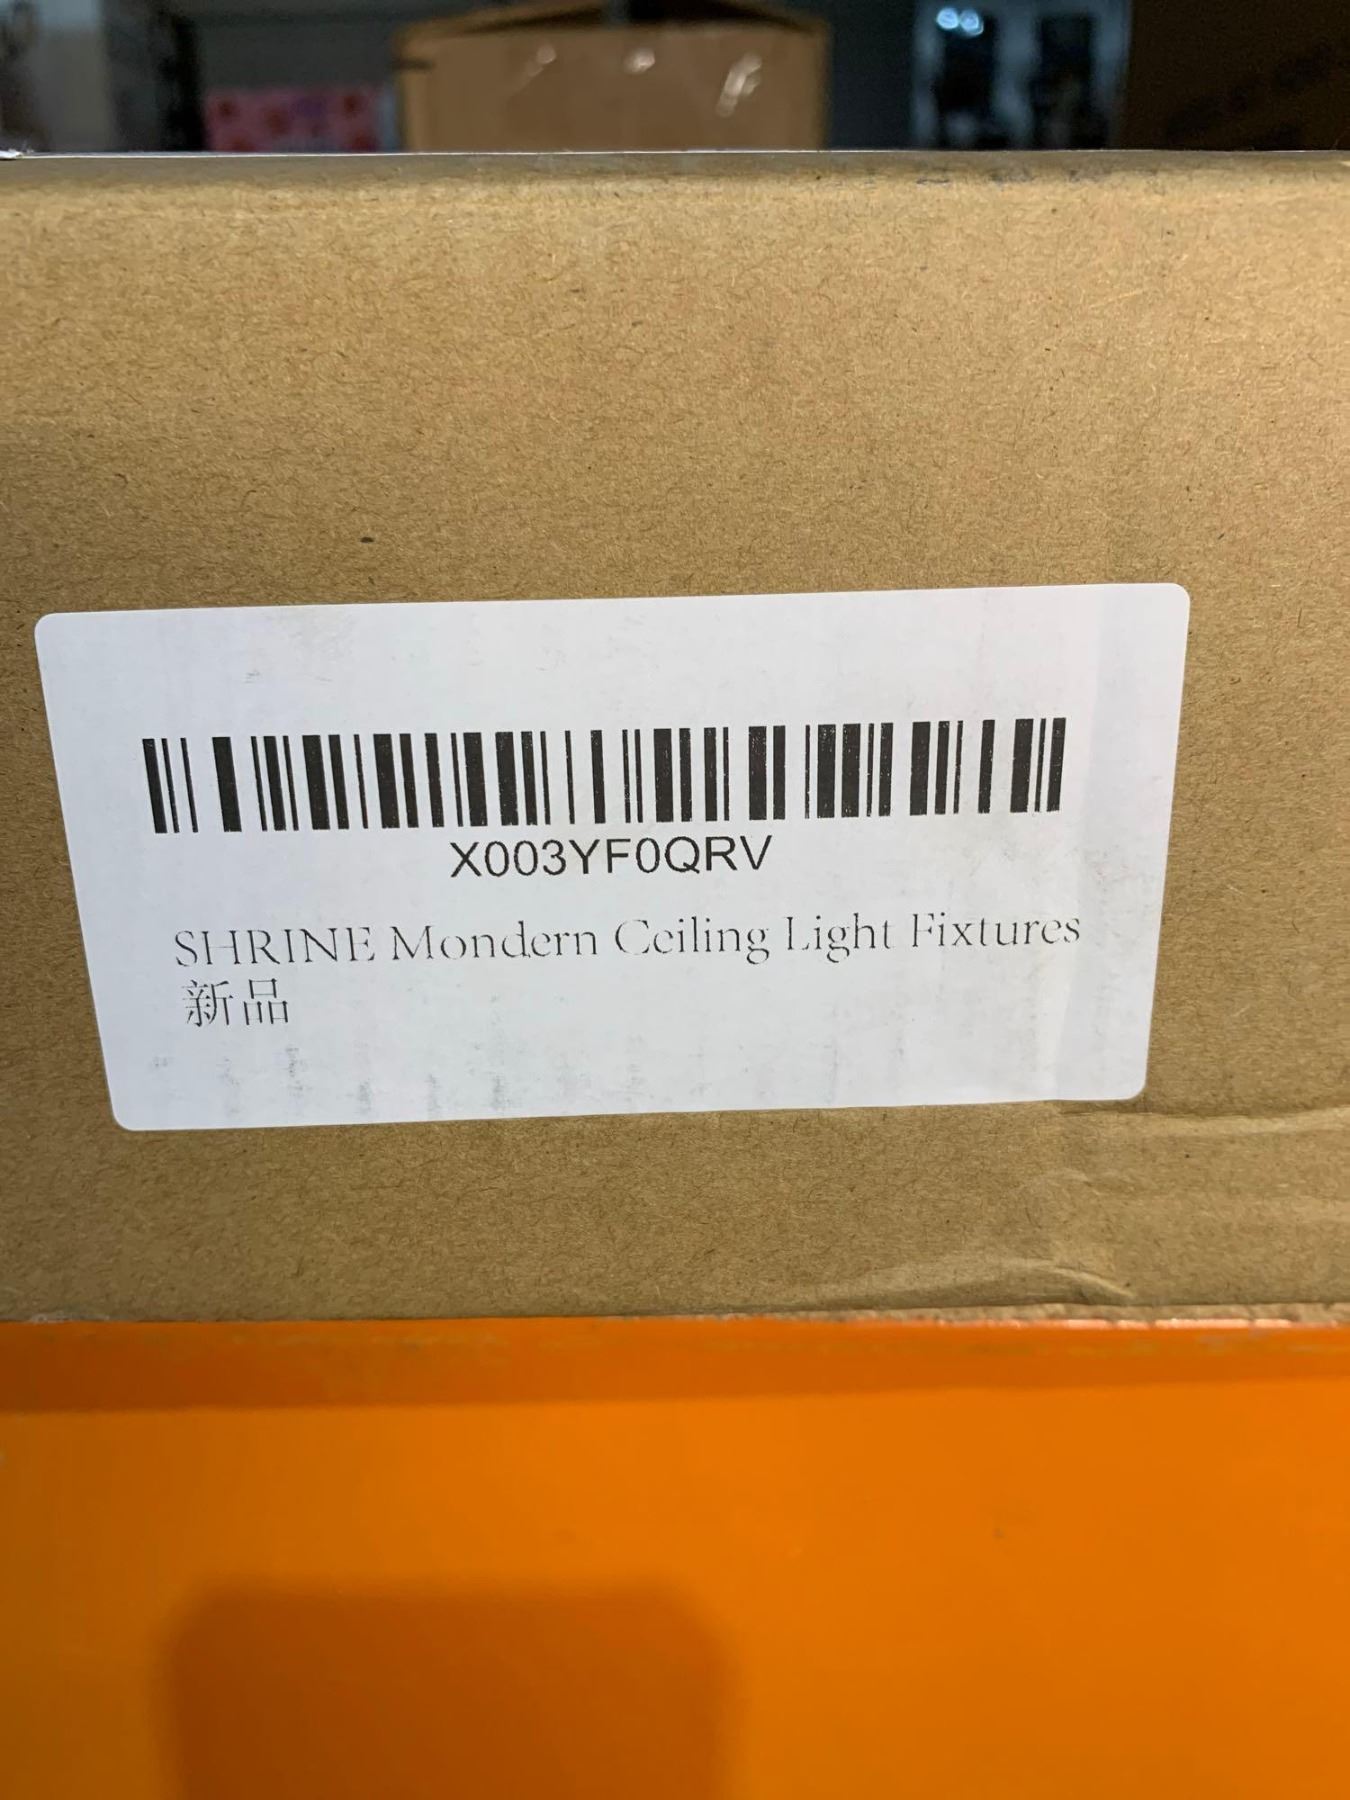 X003YF0QRV
SHRINE Mondern Ceiling Light Fixtures
新品